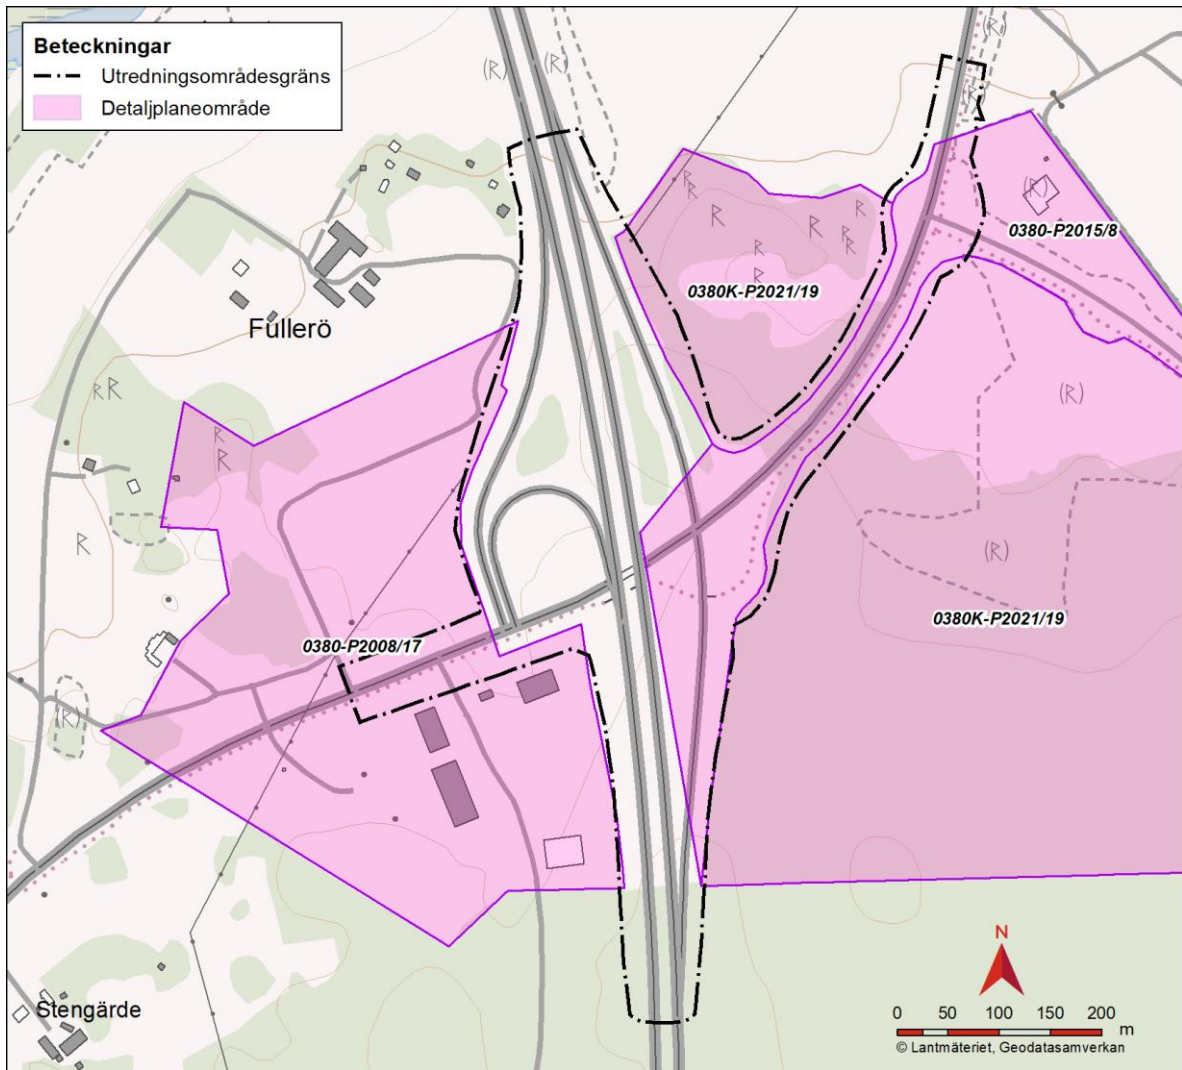 Beteckningar
Utredningsområdesgräns
Detaljplaneområde
(R)
(R)
(R)
(R)
R
R
R
R
R
R
R
R
R
(R)
0380-P2015/8
0380K-P2021/19
Fullerö
R
R
(R)
R
R
R
(R)
0380K-P2021/19
0380-P2008/17
(R)
N
0 50 100 150 200
m
© Lantmäteriet, Geodatasamverkan
Stengärde